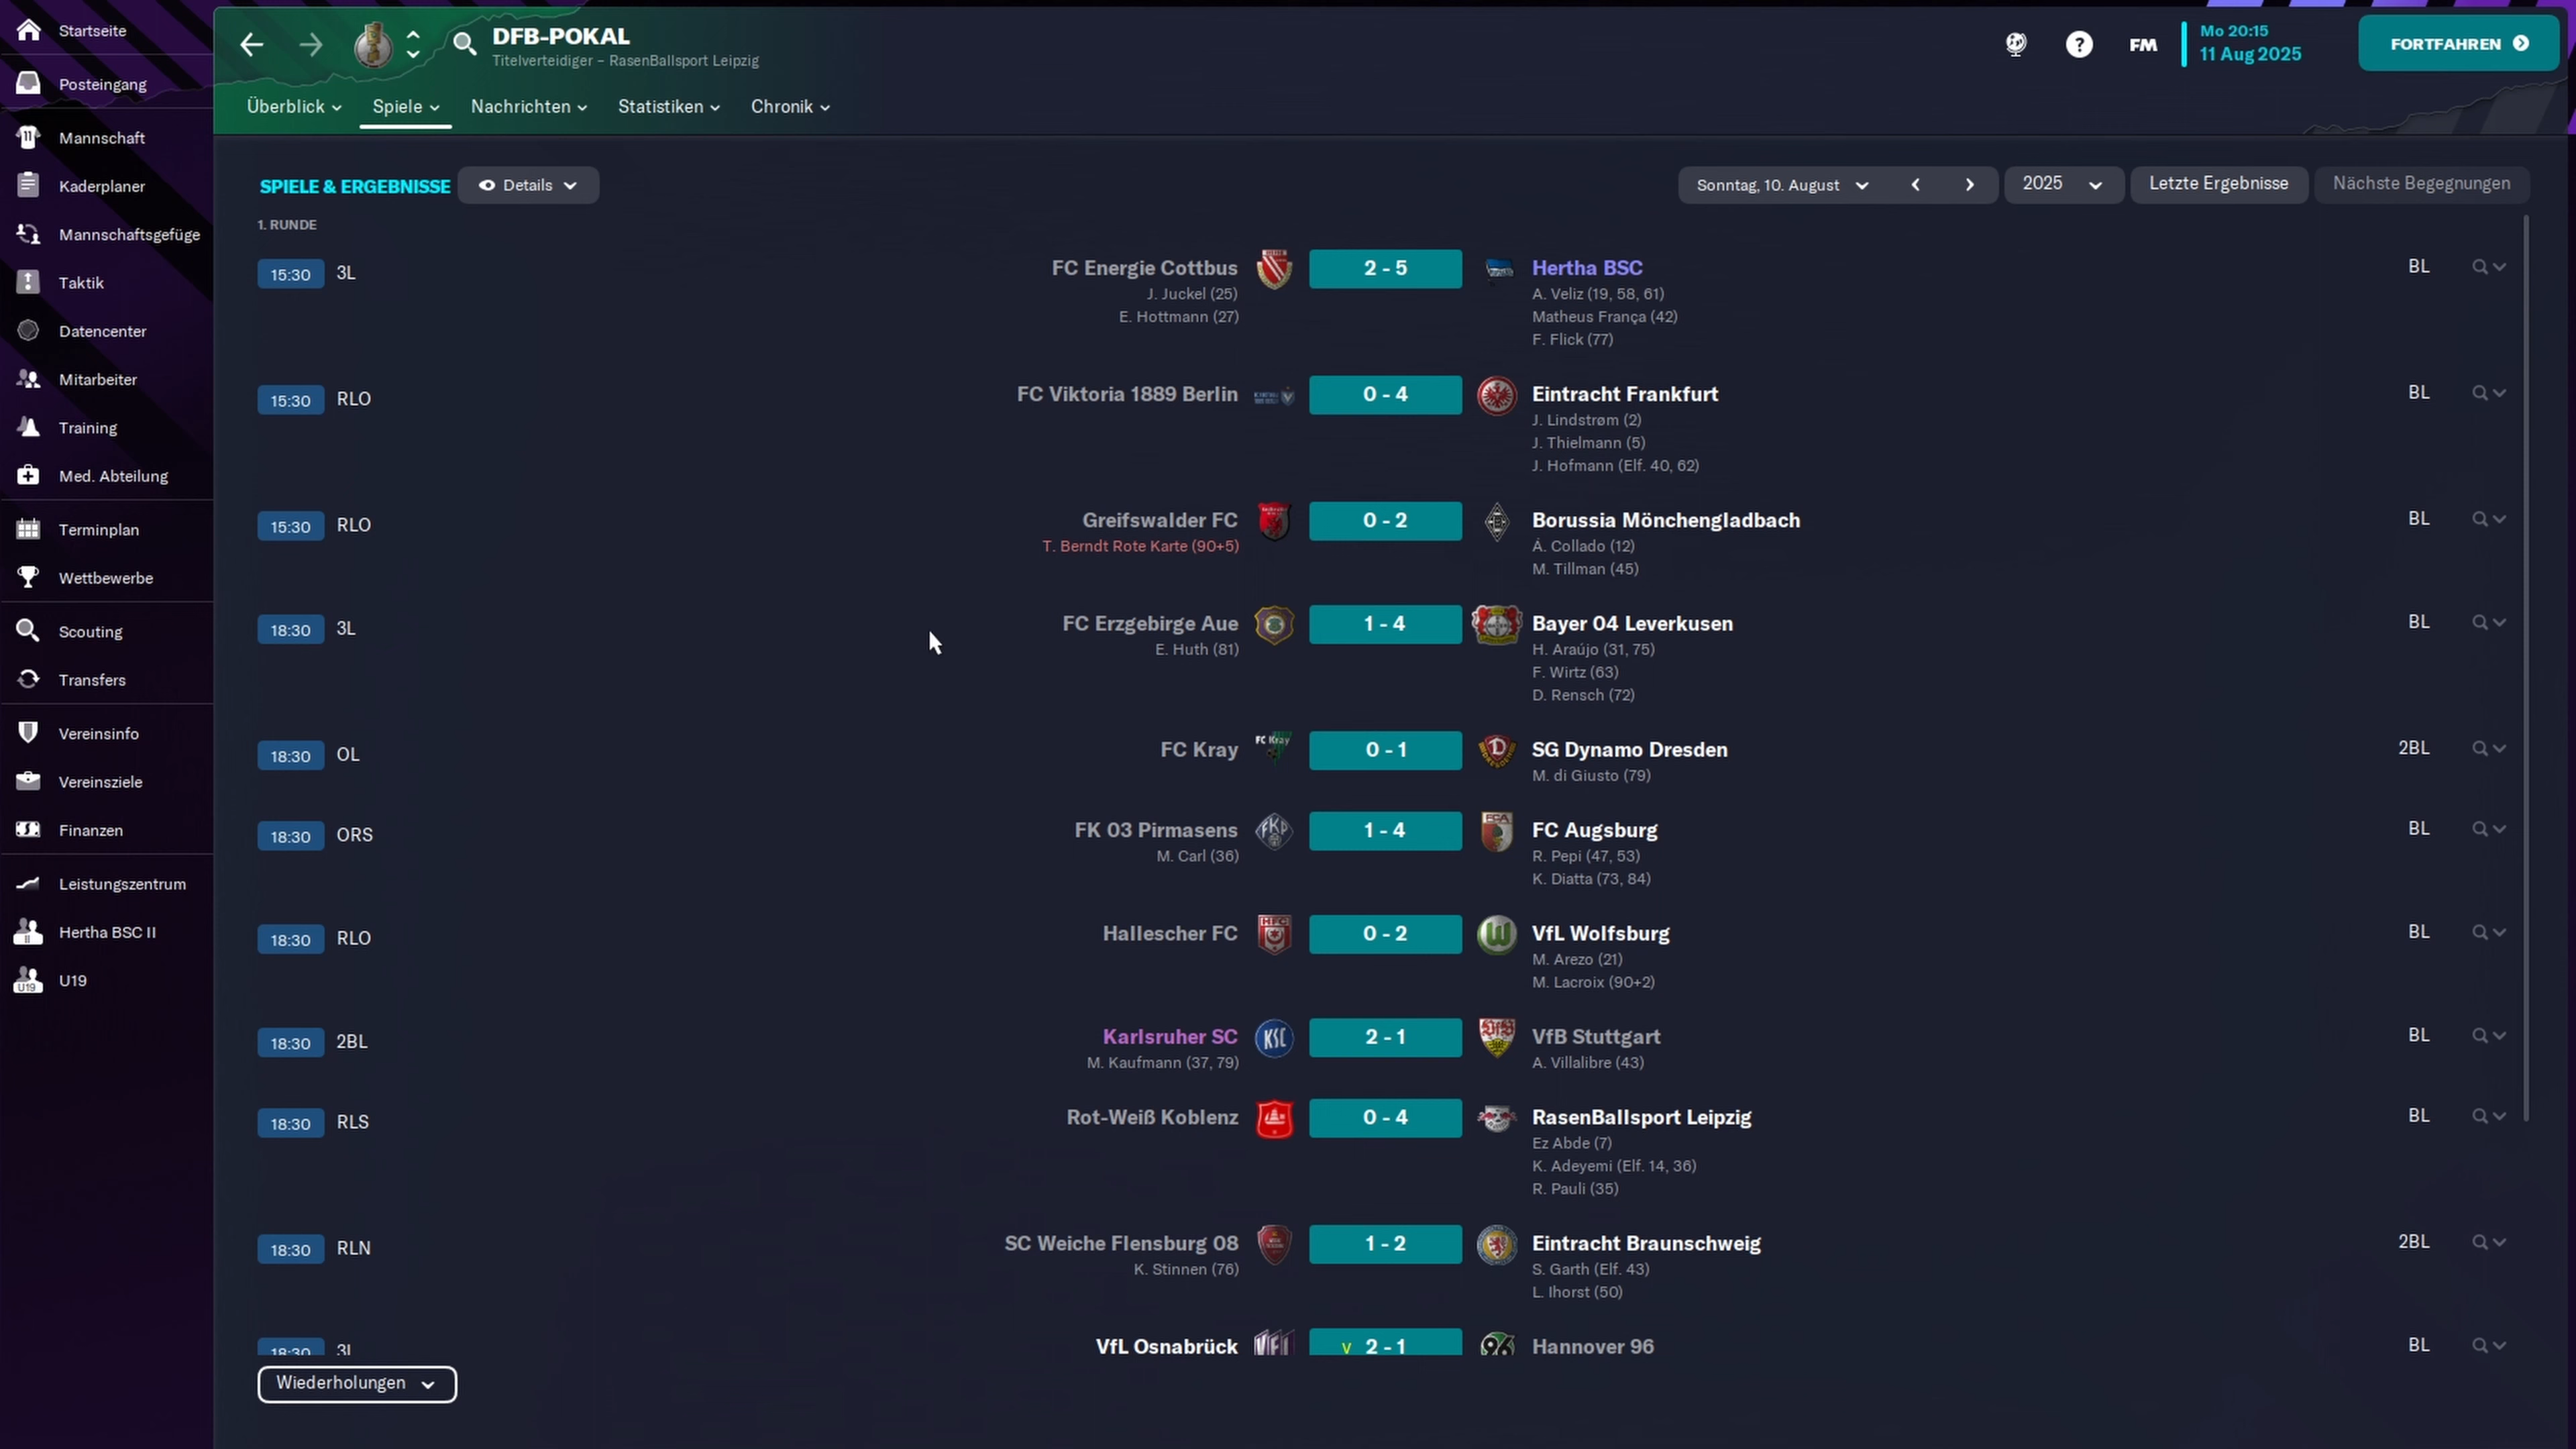 Startseite
Posteingang
Mannschaft
Kaderplaner
Mannschaftsgefüge
Taktik
Datencenter
Mitarbeiter
Training
Med. Abteilung
Terminplan
Wettbewerbe
Scouting
Transfers
Vereinsinfo
Vereinsziele
Finanzen
Leistungszentrum
Hertha BSC II
U19
DFB-POKAL
Titelverteidiger – RasenBallsport Leipzig
FM
Mo 20:15
11 Aug 2025
FORTFAHREN
Überblick Spiele Nachrichten Statistiken Chronik
SPIELE & ERGEBNISSE Details
Sonntag, 10. August 2025 Letzte Ergebnisse Nächste Begegnungen
1. RUNDE
15:30 3L FC Energie Cottbus 2 - 5 Hertha BSC BL
J. Juckel (25) A. Veliz (19, 58, 61)
E. Hottmann (27) Matheus França (42)
F. Flick (77)
15:30 RLO FC Viktoria 1889 Berlin 0 - 4 Eintracht Frankfurt BL
J. Lindstrøm (2)
J. Thielmann (5)
J. Hofmann (Elf. 40, 62)
15:30 RLO Greifswalder FC 0 - 2 Borussia Mönchengladbach BL
T. Berndt Rote Karte (90+5) Á. Collado (12)
M. Tillman (45)
18:30 3L FC Erzgebirge Aue 1 - 4 Bayer 04 Leverkusen BL
E. Huth (81) H. Araújo (31, 75)
F. Wirtz (63)
D. Rensch (72)
18:30 OL FC Kray 0 - 1 SG Dynamo Dresden 2BL
M. di Giusto (79)
18:30 ORS FK 03 Pirmasens 1 - 4 FC Augsburg BL
M. Carl (36) R. Pepi (47, 53)
K. Diatta (73, 84)
18:30 RLO Hallescher FC 0 - 2 VfL Wolfsburg BL
M. Arezo (21)
M. Lacroix (90+2)
18:30 2BL Karlsruher SC 2 - 1 VfB Stuttgart BL
M. Kaufmann (37, 79) A. Villalibre (43)
18:30 RLS Rot-Weiß Koblenz 0 - 4 RasenBallsport Leipzig BL
Ez Abde (7)
K. Adeyemi (Elf. 14, 36)
R. Pauli (35)
18:30 RLN SC Weiche Flensburg 08 1 - 2 Eintracht Braunschweig 2BL
K. Stinnen (76) S. Garth (Elf. 43)
L. Ihorst (50)
18:30 3L VfL Osnabrück V 2 - 1 Hannover 96 BL
Wiederholungen